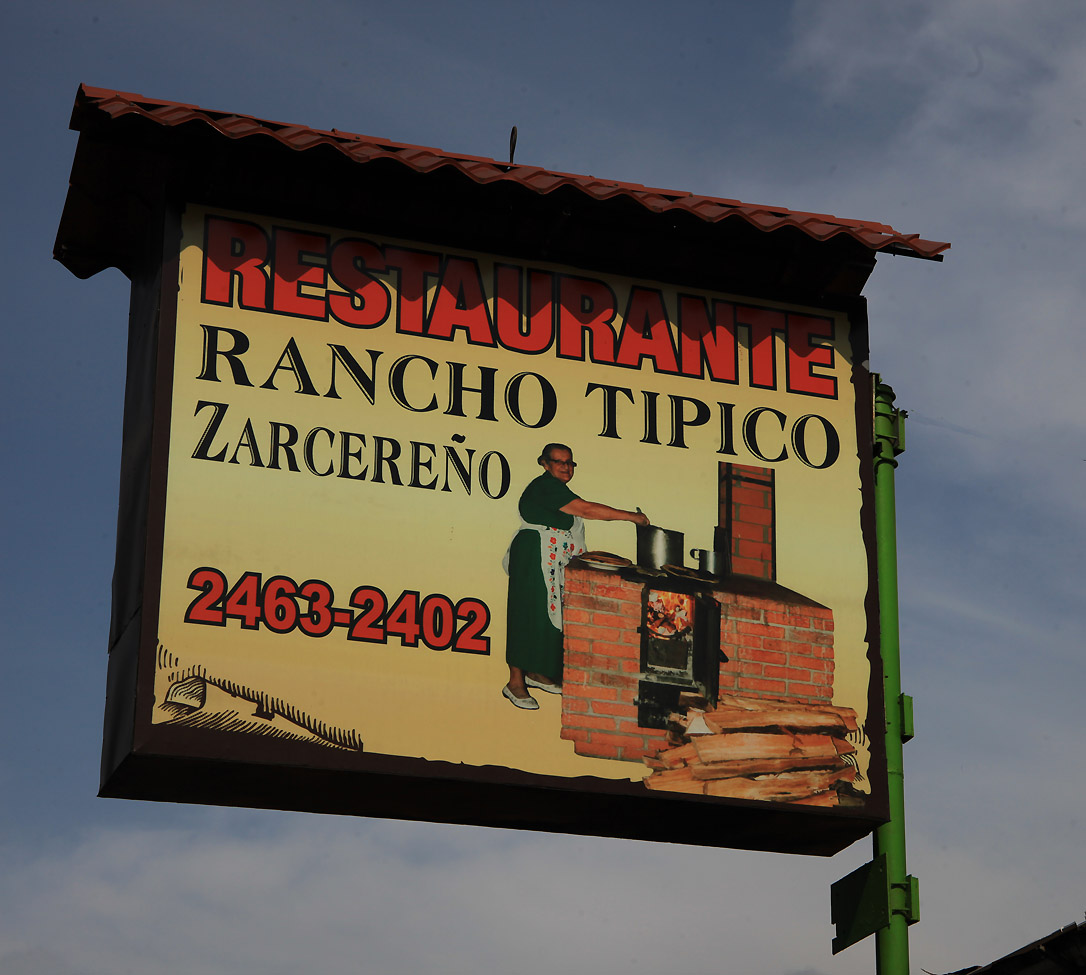 RESTAURANTE
RANCHO TIPICO
ZARCEREÑO
2463-2402